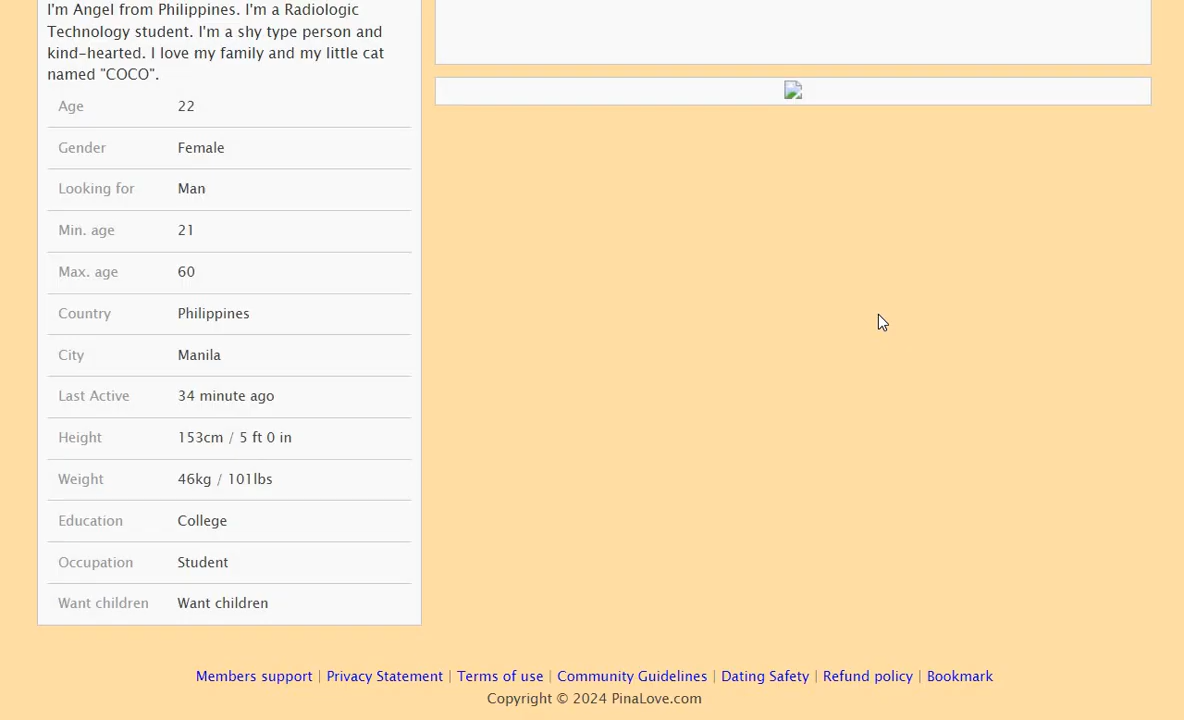 I'm Angel from Philippines. I'm a Radiologic
Technology student. I'm a shy type person and
kind-hearted. I love my family and my little cat
named "COCO".
Age 22
Gender Female
Looking for Man
Min. age 21
Max. age 60
Country Philippines
City Manila
Last Active 34 minute ago
Height 153cm / 5 ft 0 in
Weight 46kg / 101lbs
Education College
Occupation Student
Want children Want children
Members support | Privacy Statement | Terms of use | Community Guidelines | Dating Safety | Refund policy | Bookmark
Copyright © 2024 PinaLove.com